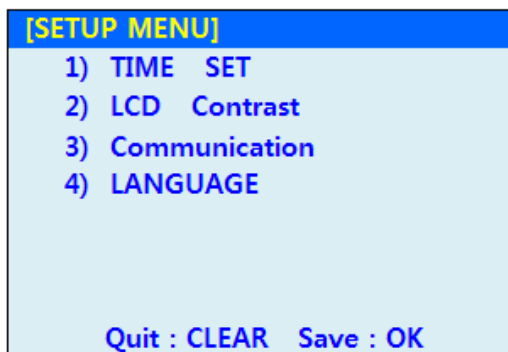 [SETUP MENU]
1) TIME SET
2) LCD Contrast
3) Communication
4) LANGUAGE
Quit : CLEAR Save : OK